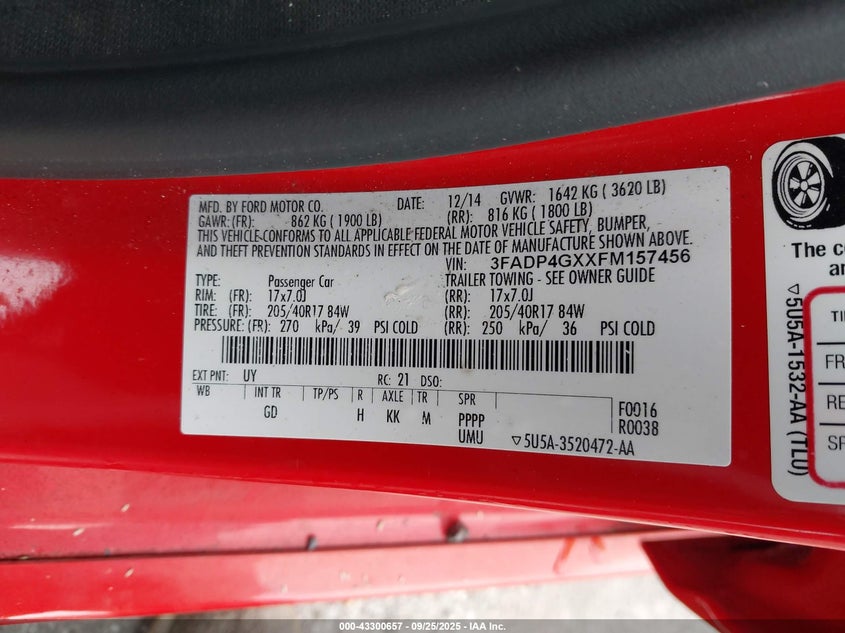 MFD. BY FORD MOTOR CO. DATE: 12/14 GVWR: 1642 KG ( 3620 LB)
GAWR: (FR): 862 KG ( 1900 LB) (RR): 816 KG ( 1800 LB)
THIS VEHICLE CONFORMS TO ALL APPLICABLE FEDERAL MOTOR VEHICLE SAFETY, BUMPER,
AND THEFT PREVENTION STANDARDS IN EFFECT ON THE DATE OF MANUFACTURE SHOWN ABOVE.
VIN: 3FADP4GXXFM157456
TYPE: Passenger Car TRAILER TOWING - SEE OWNER GUIDE
RIM: (FR): 17x7.0J (RR): 17x7.0J
TIRE: (FR): 205/40R17 84W (RR): 205/40R17 84W
PRESSURE: (FR): 270 kPa/ 39 PSI COLD (RR): 250 kPa/ 36 PSI COLD
EXT PNT: UY RC: 21 DSO:
WB INT TR TP/PS R AXLE TR SPR F0016
GD H KK M PPPP R0038
UMU ▽5U5A-3520472-AA
The co
an
▽5U5A-1532-AA (TL0)
TI
FR
RE
SP
000-43300657 - 09/25/2025 - IAA Inc.